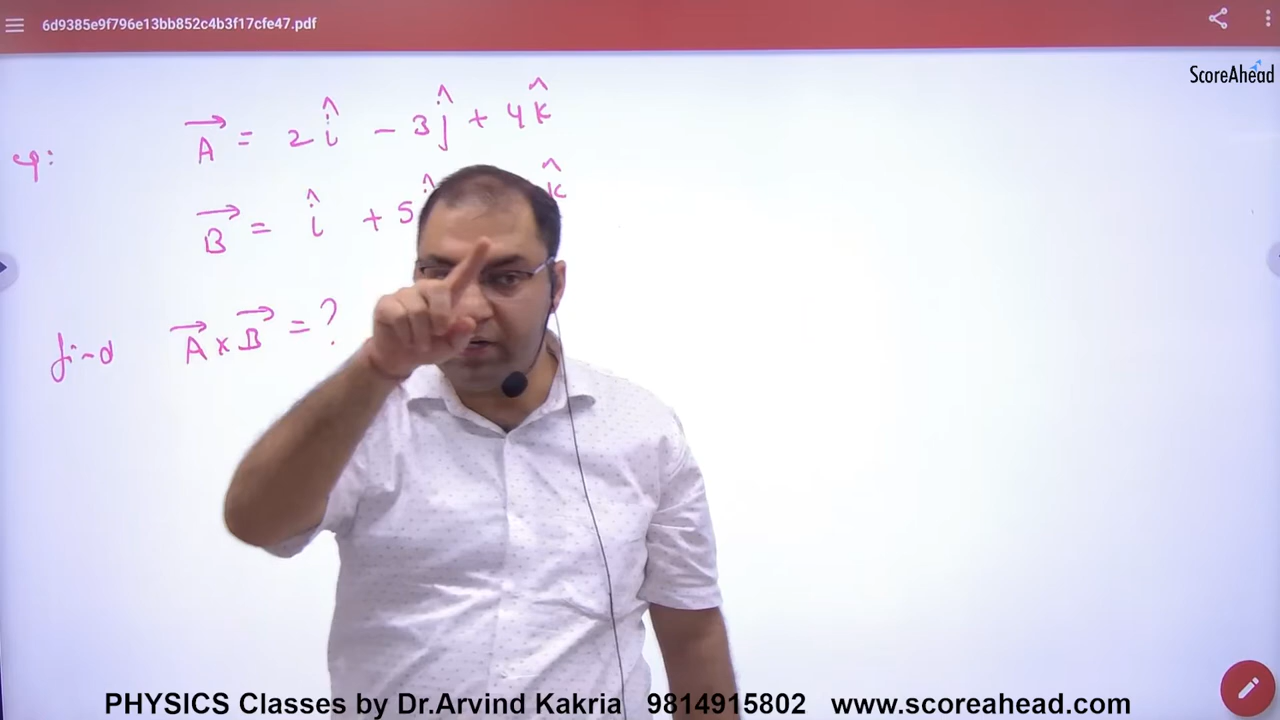 6d9385e9f796e13bb852c4b3f17cfe47.pdf
ScoreAhead
φ: A⃗ = 2î - 3ĵ + 4k̂
B⃗ = î + 5 k̂
find A⃗ × B⃗ = ?
PHYSICS Classes by Dr.Arvind Kakria 9814915802 www.scoreahead.com